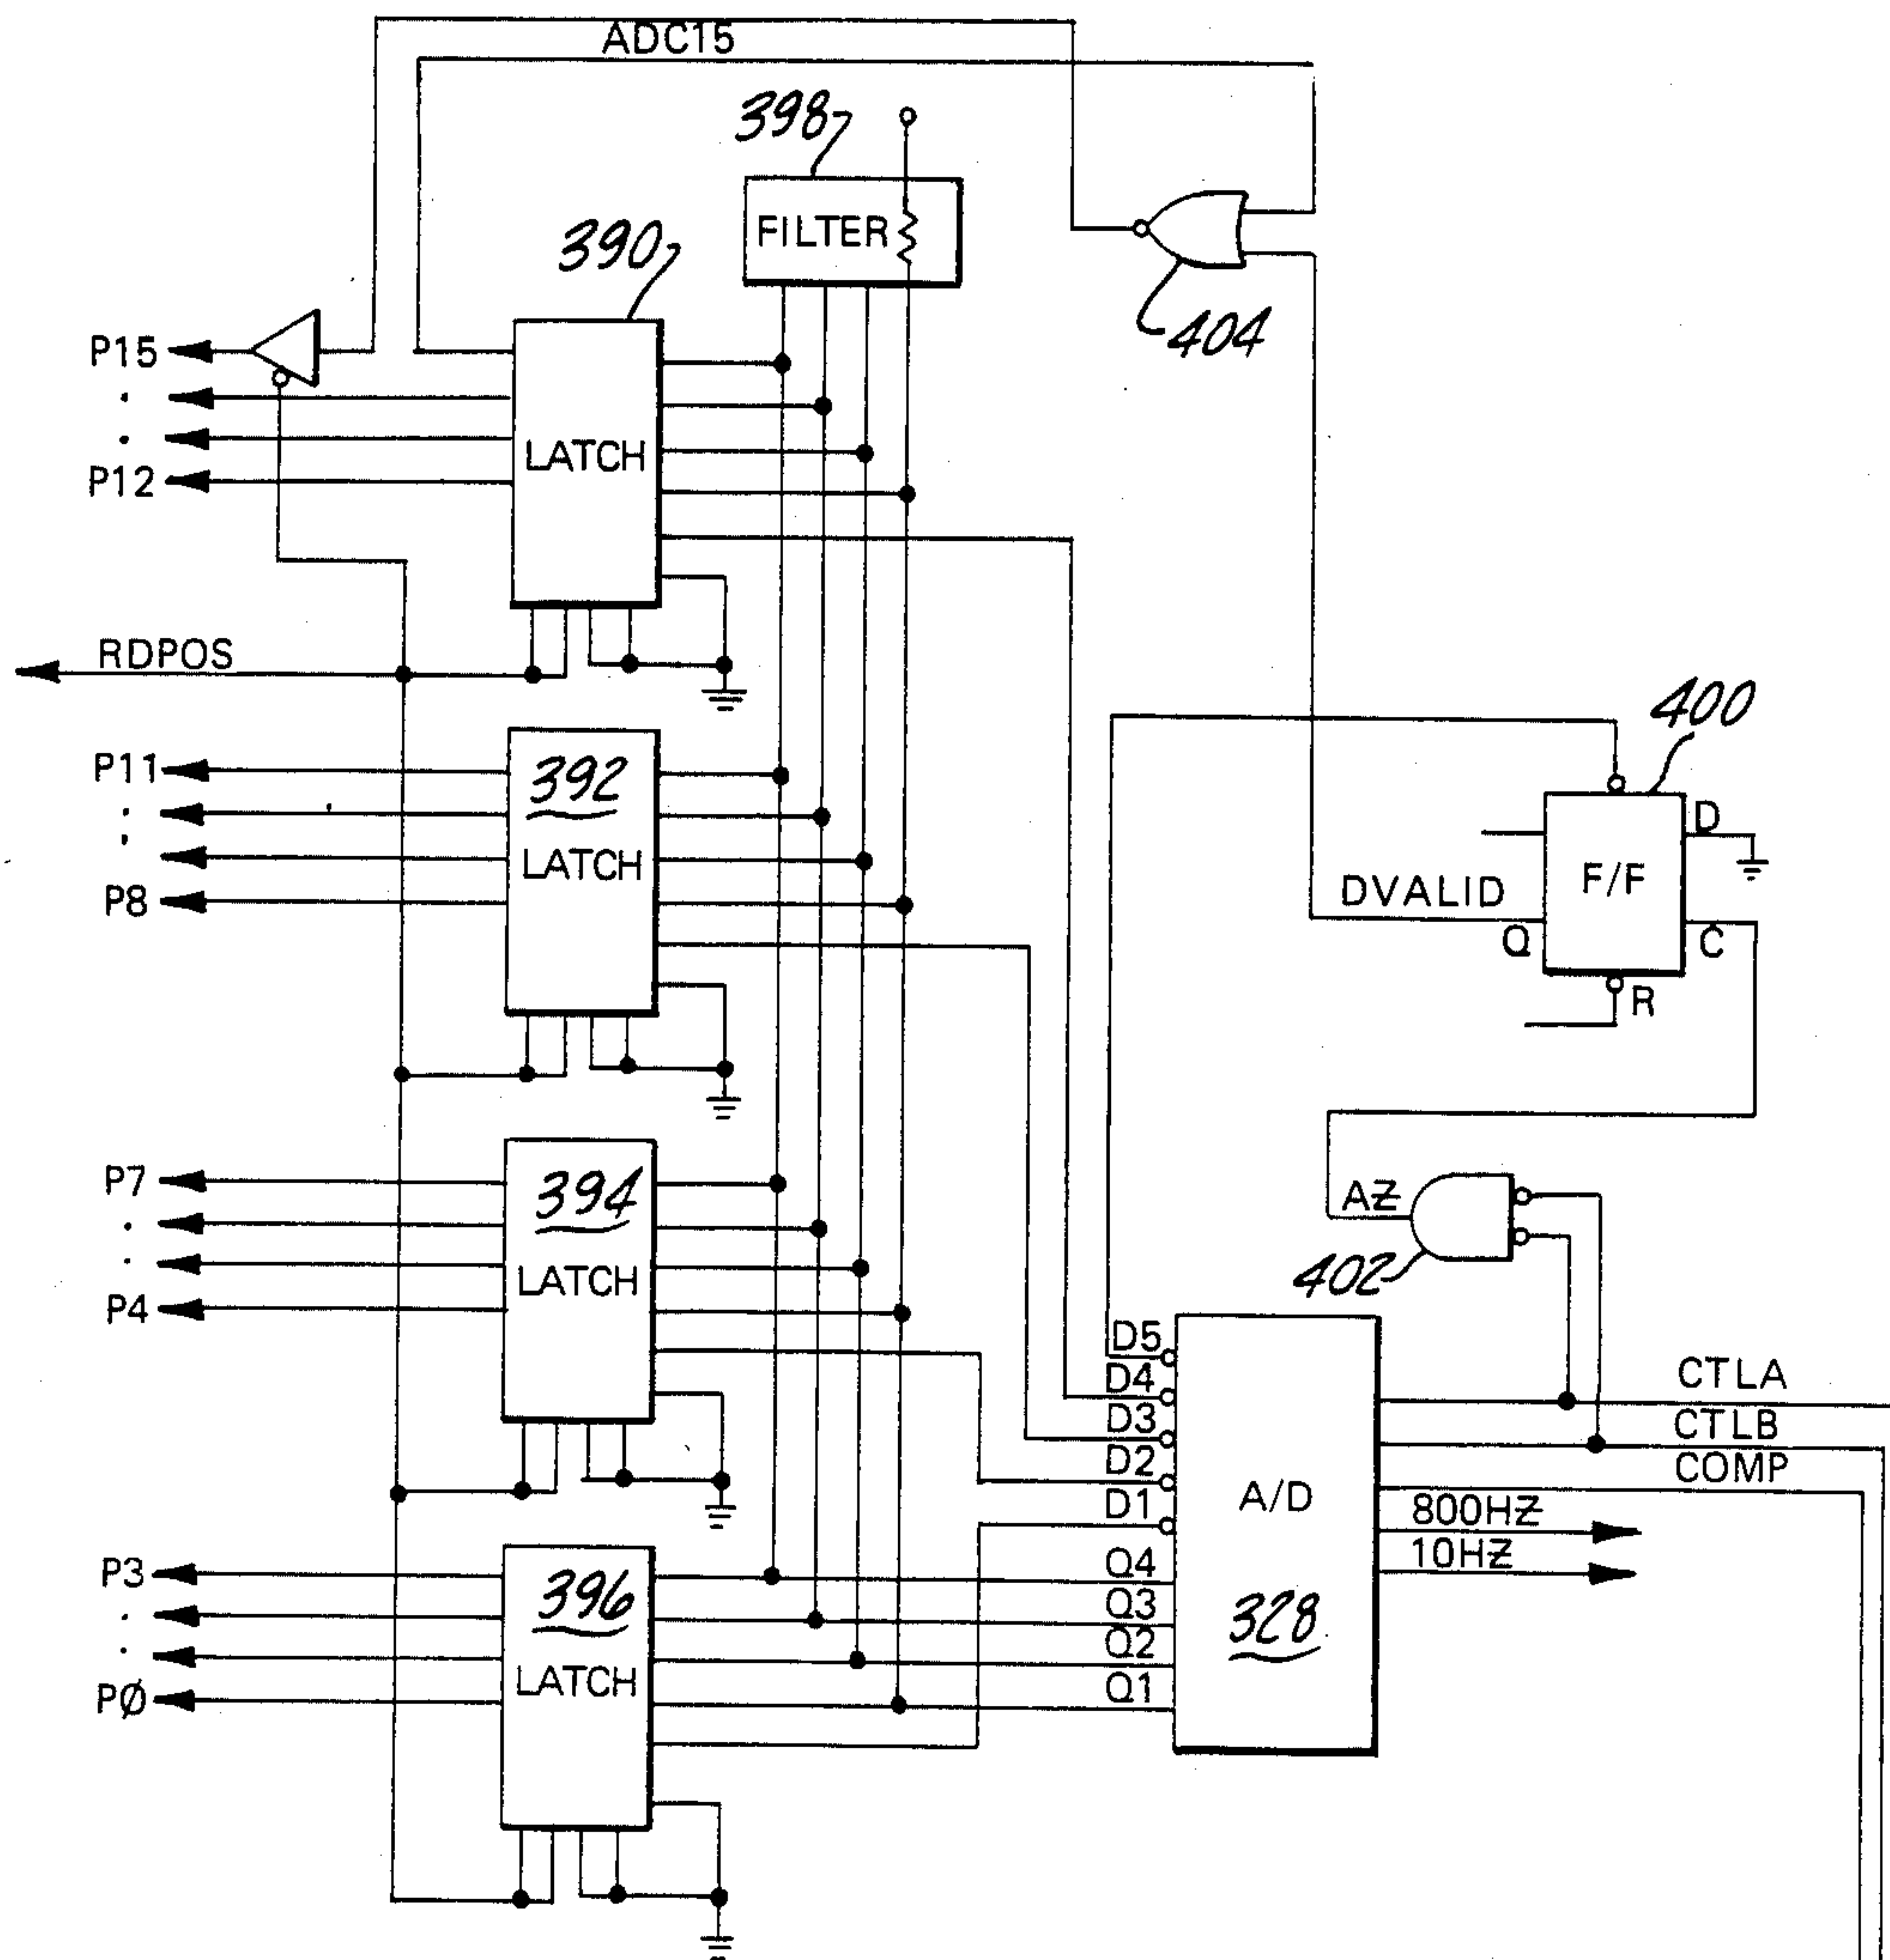 ADC15
398
FILTER
390
404
P15
LATCH
P12
RDPOS
400
P11
392
D
LATCH
F/F
P8
DVALID
Q
C
R
P7
394
AZ
LATCH
402
P4
D5
D4
CTLA
D3
CTLB
D2
COMP
A/D
D1
800HZ
10HZ
P3
396
Q4
Q3
328
Q2
LATCH
Q1
PØ